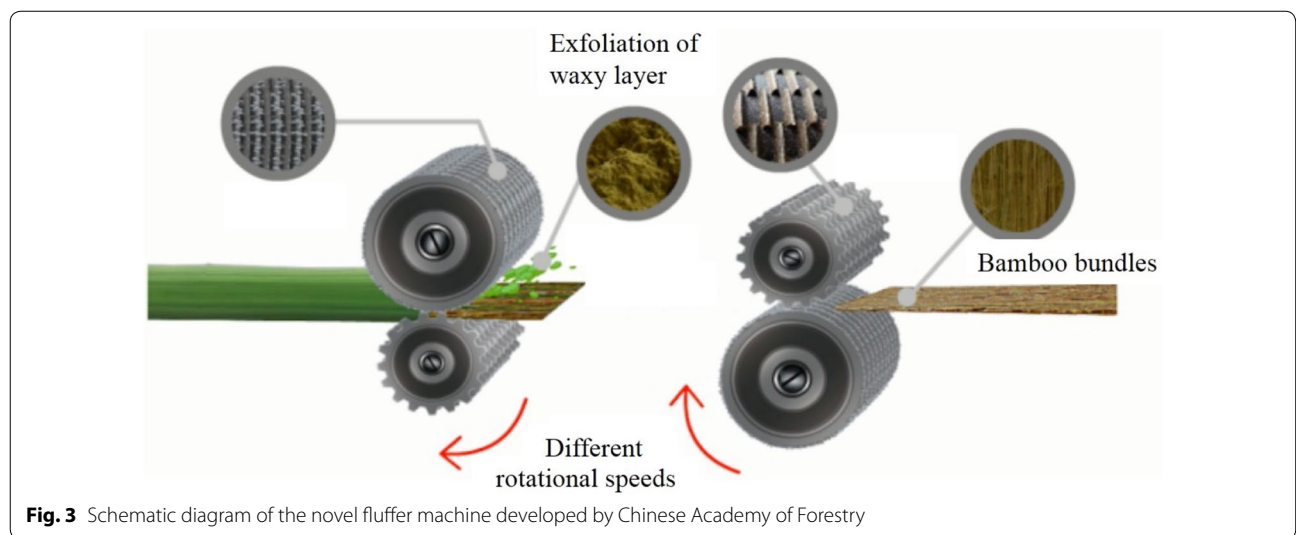 Exfoliation of
waxy layer
Bamboo bundles
Different
rotational speeds
Fig. 3 Schematic diagram of the novel fluffer machine developed by Chinese Academy of Forestry